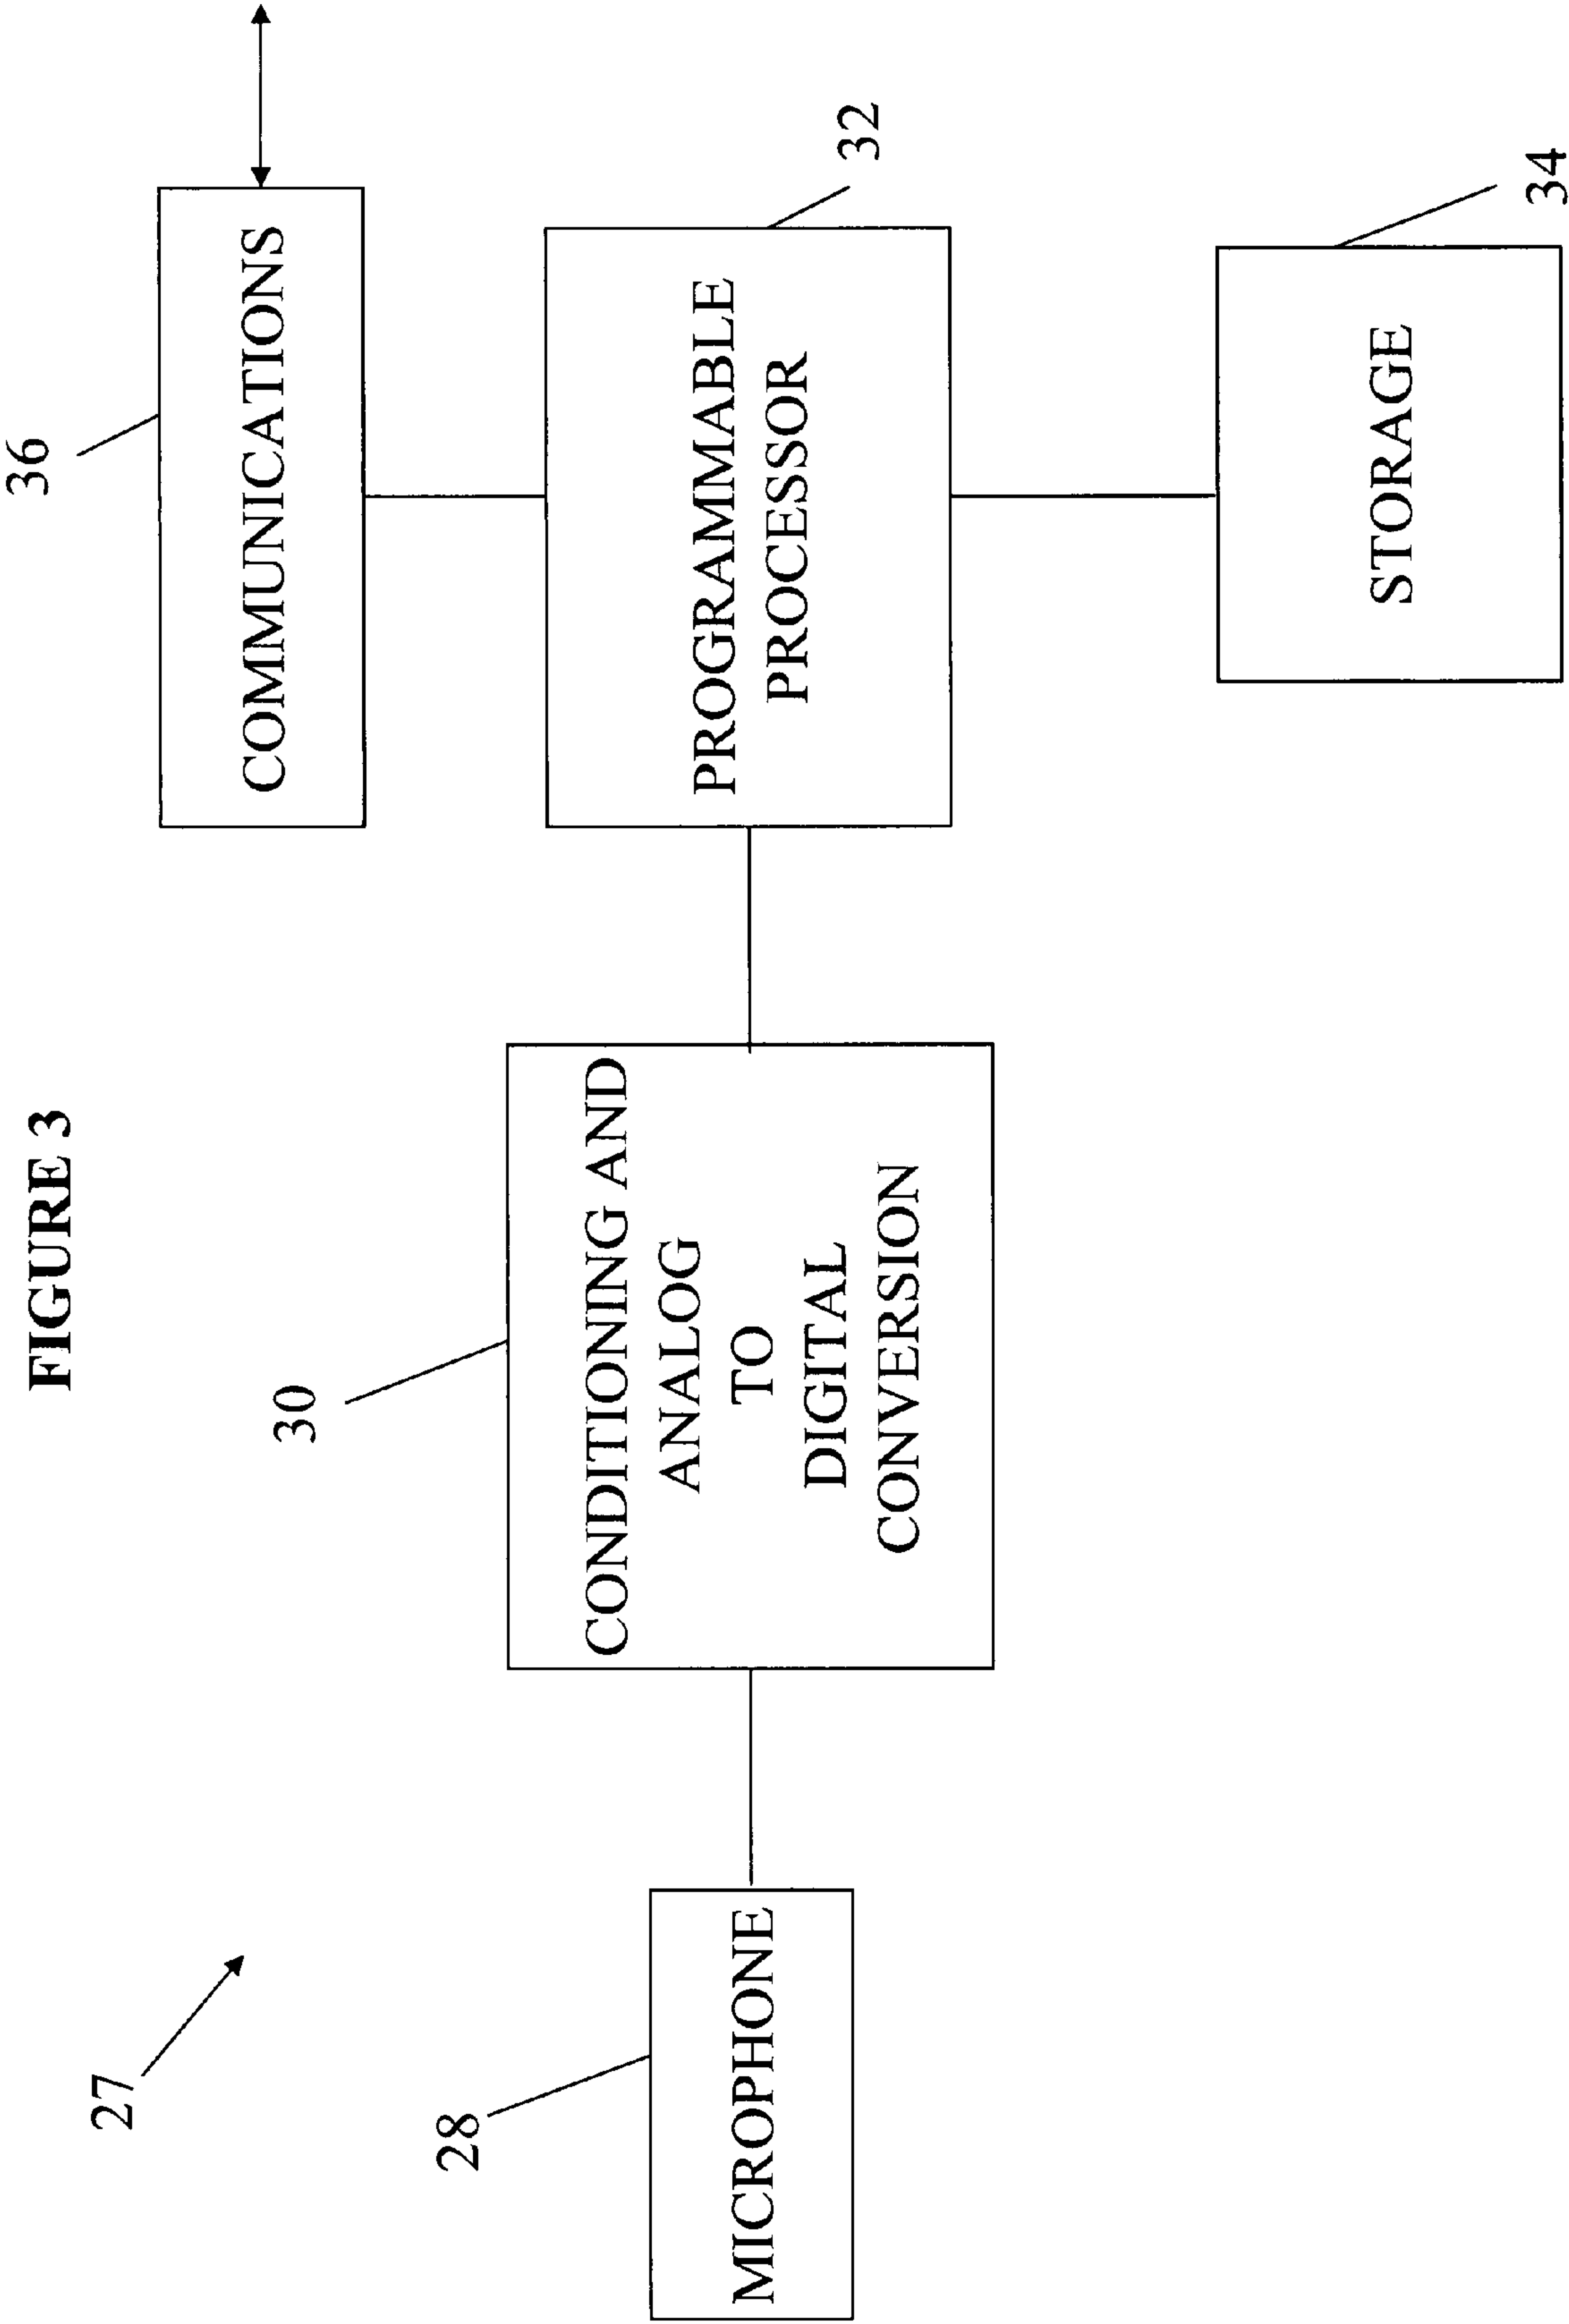 FIGURE 3
27
36
COMMUNICATIONS
30
28
MICROPHONE
CONDITIONING AND
ANALOG
TO
DIGITAL
CONVERSION
PROGRAMMABLE
PROCESSOR
32
STORAGE
34